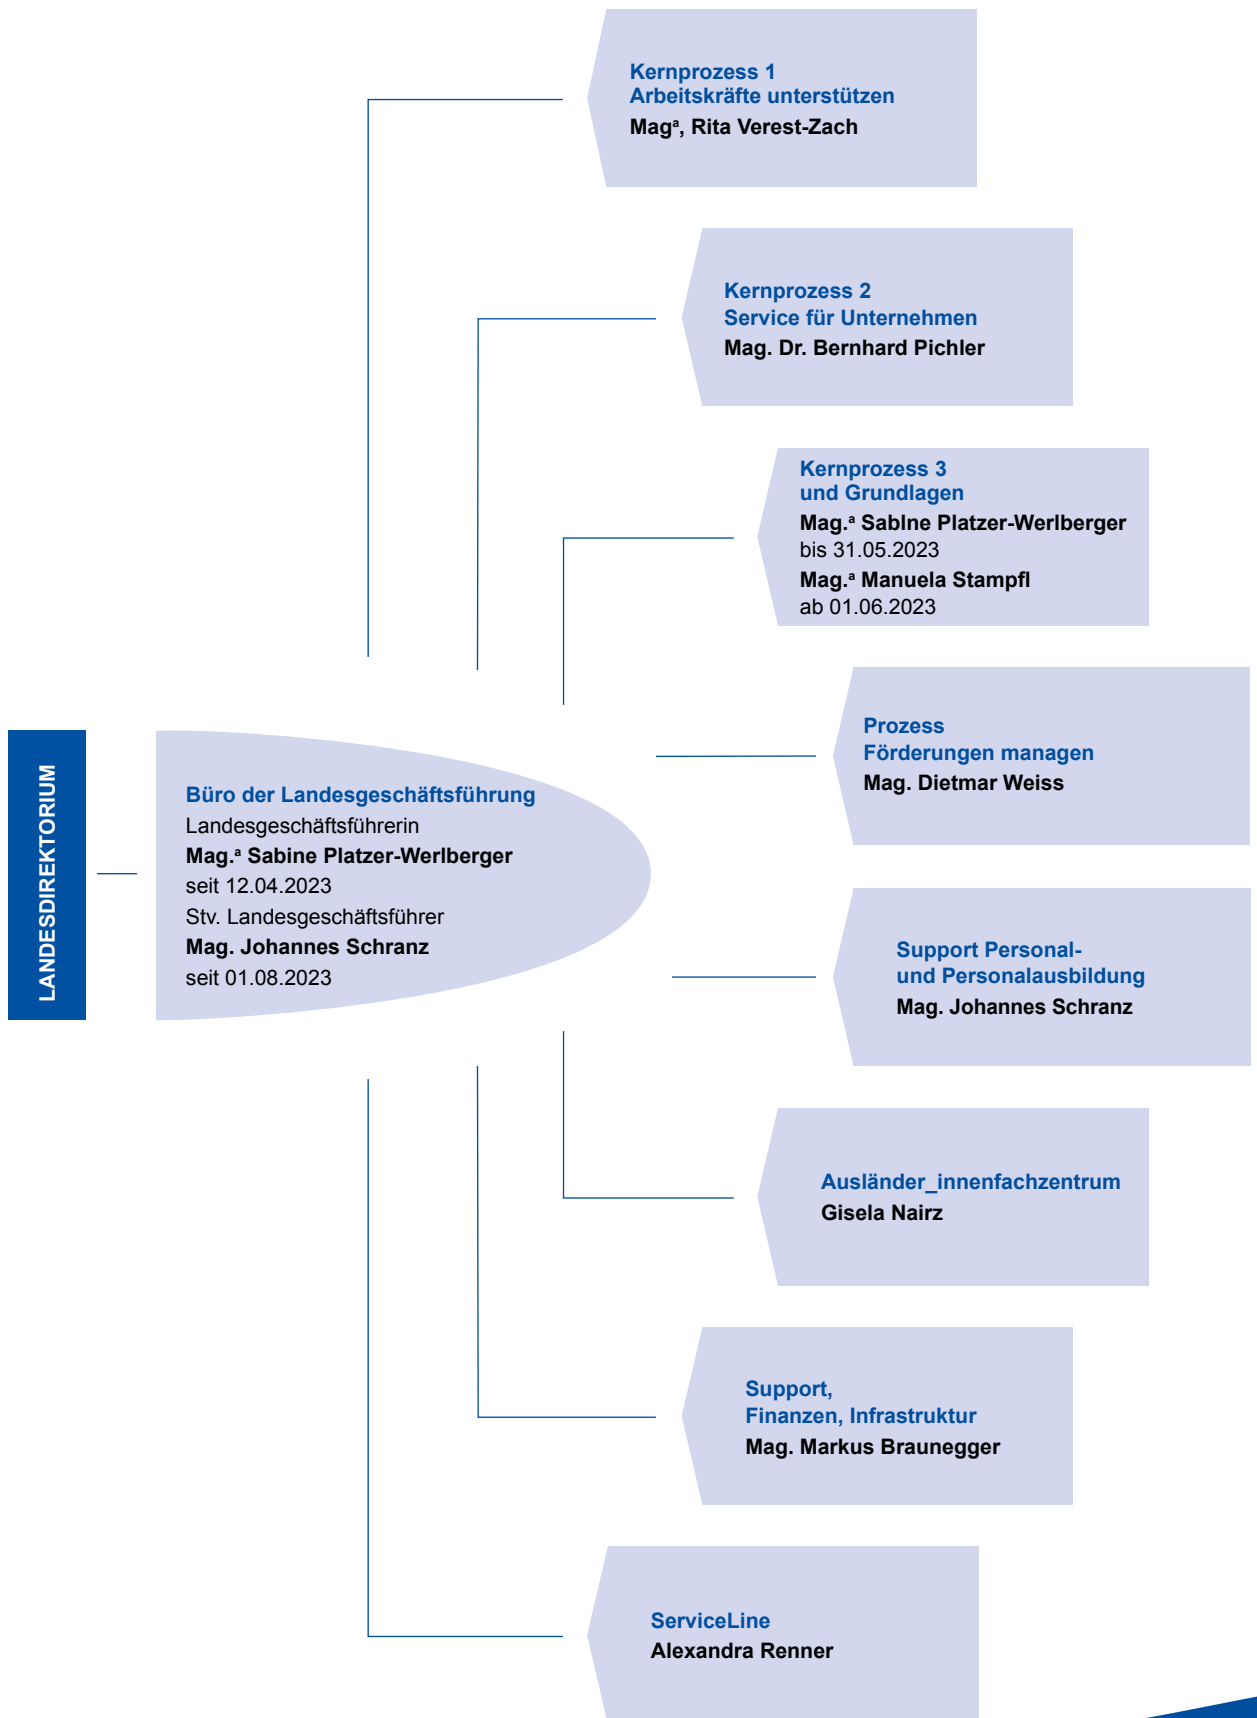 Kernprozess 1
Arbeitskräfte unterstützen
Magª, Rita Verest-Zach
Kernprozess 2
Service für Unternehmen
Mag. Dr. Bernhard Pichler
Kernprozess 3
und Grundlagen
Mag.ª SabIne Platzer-Werlberger
bis 31.05.2023
Mag.ª Manuela Stampfl
ab 01.06.2023
Prozess
Förderungen managen
Mag. Dietmar Weiss
LANDESDIREKTORIUM
Büro der Landesgeschäftsführung
Landesgeschäftsführerin
Mag.ª Sabine Platzer-Werlberger
seit 12.04.2023
Stv. Landesgeschäftsführer
Mag. Johannes Schranz
seit 01.08.2023
Support Personal-
und Personalausbildung
Mag. Johannes Schranz
Ausländer_innenfachzentrum
Gisela Nairz
Support,
Finanzen, Infrastruktur
Mag. Markus Braunegger
ServiceLine
Alexandra Renner